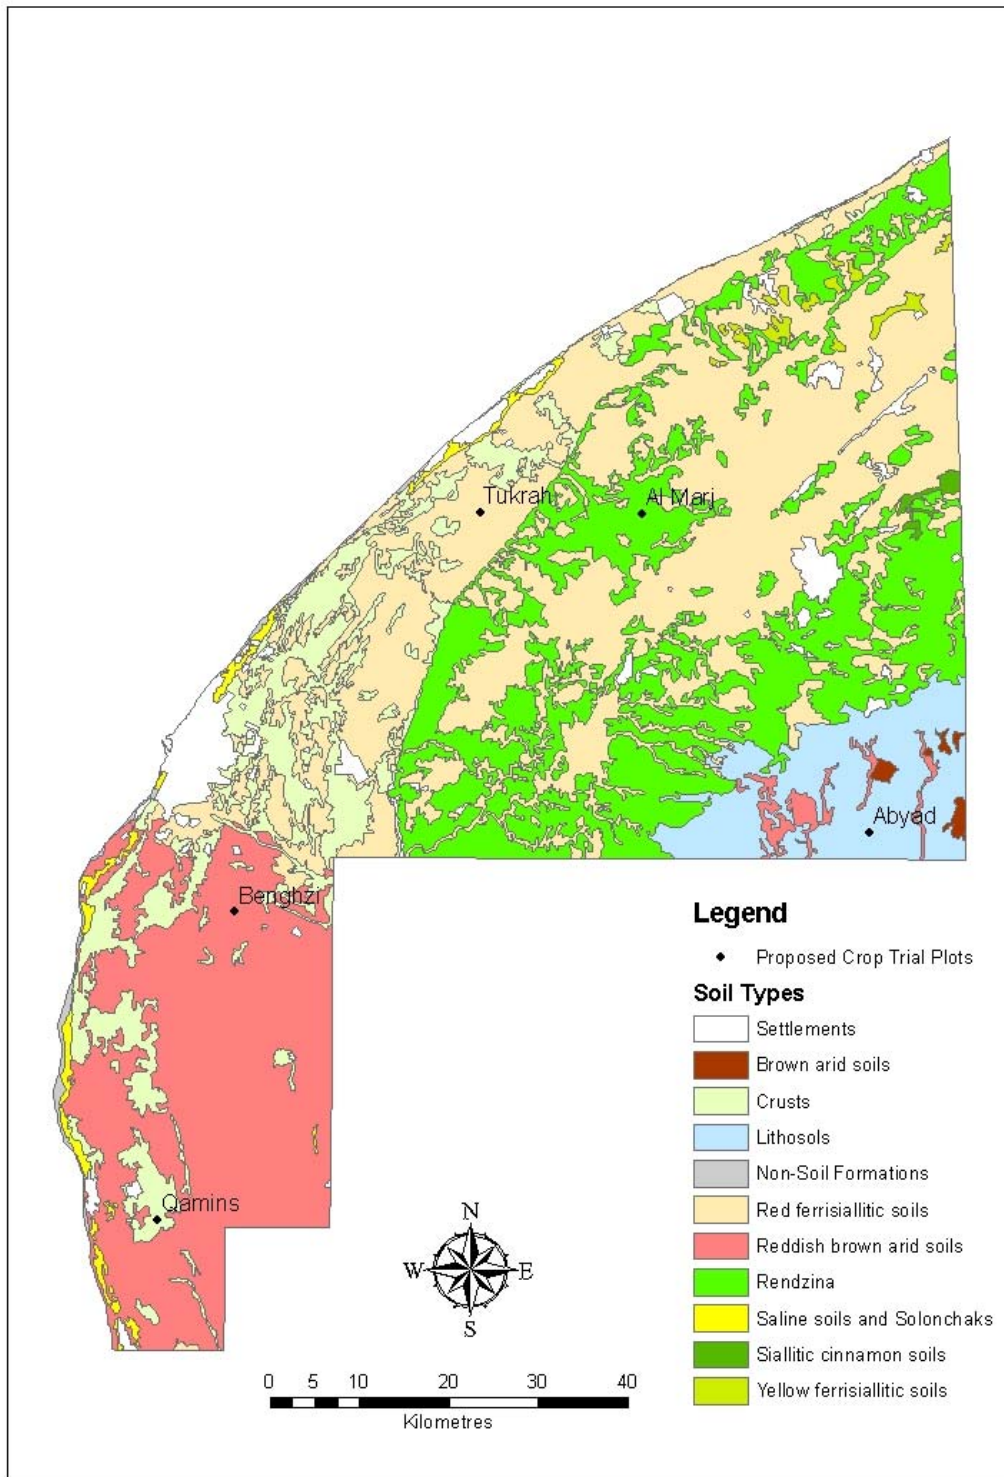 Tukrah
Al Marj
Abyad
Benghzi
Qamins
Legend
Proposed Crop Trial Plots
Soil Types
Settlements
Brown arid soils
Crusts
Lithosols
Non-Soil Formations
Red ferrisiallitic soils
Reddish brown arid soils
Rendzina
Saline soils and Solonchaks
Siallitic cinnamon soils
Yellow ferrisiallitic soils
N
W E
S
0 5 10 20 30 40
Kilometres